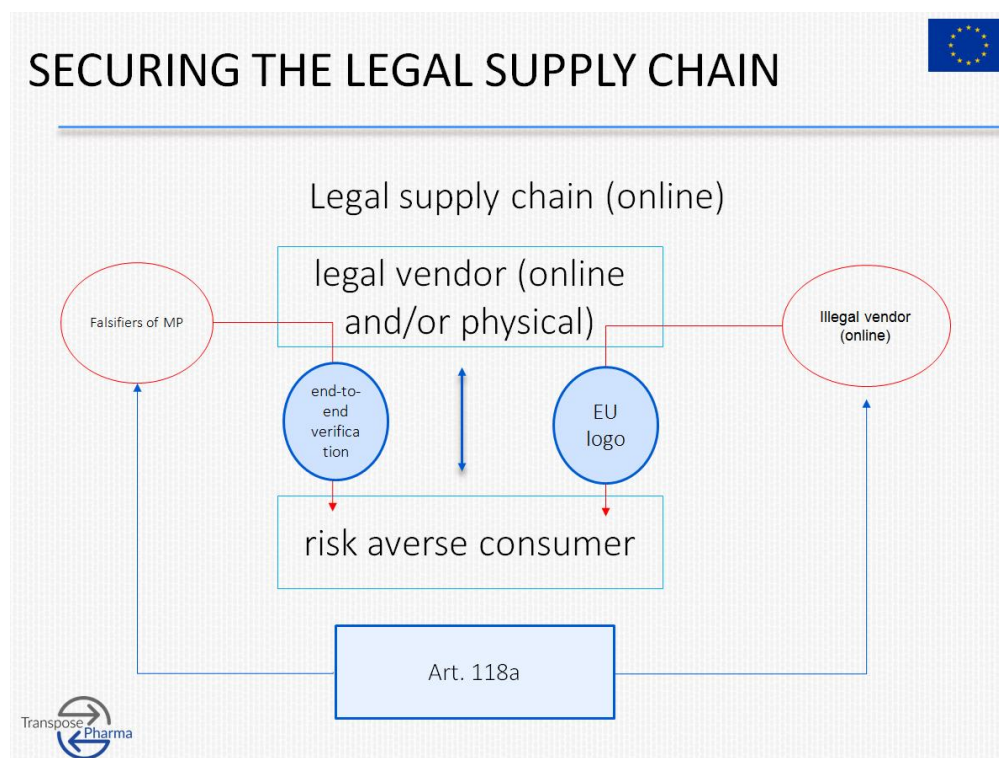 SECURING THE LEGAL SUPPLY CHAIN
Legal supply chain (online)
legal vendor (online
and/or physical)
Falsifiers of MP
Illegal vendor
(online)
end-to-
end
verifica
tion
EU
logo
risk averse consumer
Art. 118a
Transpose
Pharma